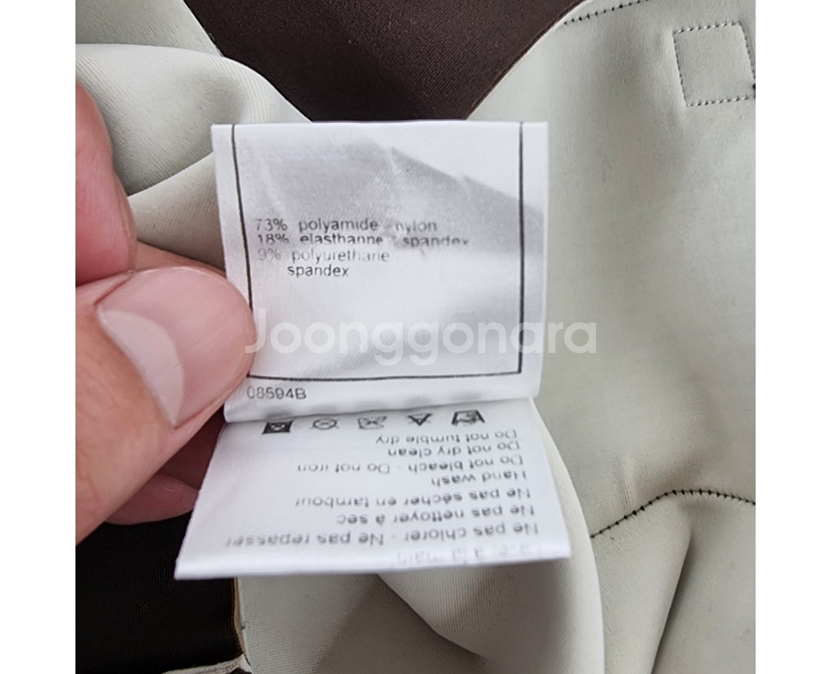 73% polyamide - nylon
18% elasthanne - spandex
9% polyurethane
spandex
Joonggonara
08594B
Do not tumble dry
Do not dry clean
Do not bleach - Do not iron
Hand wash
Ne pas sécher en tambour
Ne pas nettoyer à sec
Ne pas chlorer - Ne pas repasser